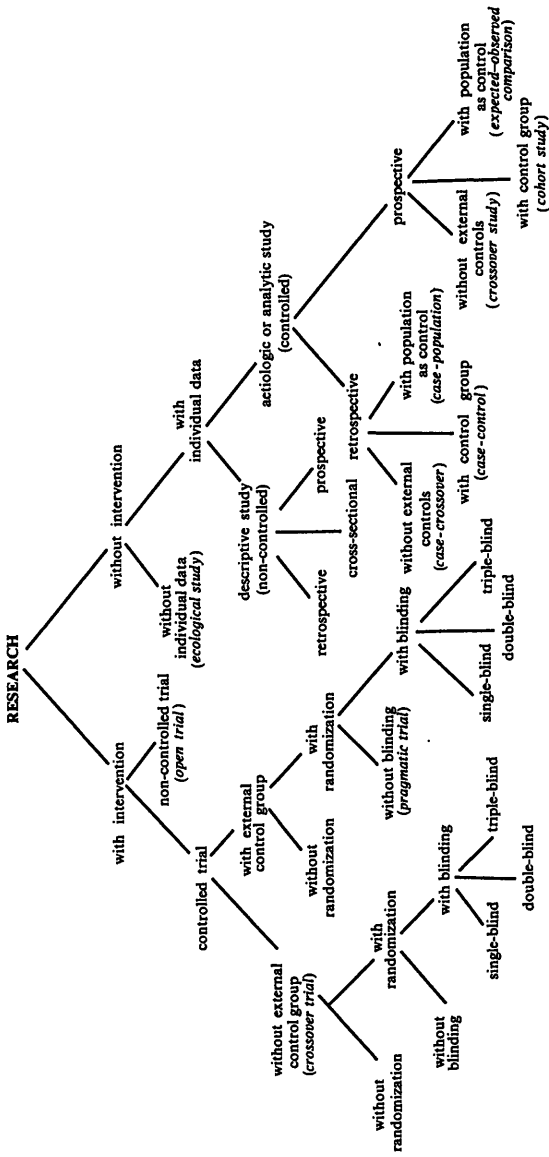 RESEARCH
with intervention
without intervention
controlled trial
non-controlled trial
(open trial)
without
individual data
(ecological study)
with
individual data
without external
control group
(crossover trial)
with external
control group
descriptive study
(non-controlled)
aetiologic or analytic study
(controlled)
without
randomization
with
randomization
without
randomization
with
randomization
retrospective
cross-sectional
prospective
retrospective
prospective
without
blinding
with blinding
without blinding
(pragmatic trial)
with blinding
without external
controls
(case-crossover)
with control group
(case-control)
with population
as control
(case-population)
without external
controls
(crossover study)
with control group
(cohort study)
with population
as control
(expected-observed
comparison)
single-blind
double-blind
triple-blind
single-blind
double-blind
triple-blind